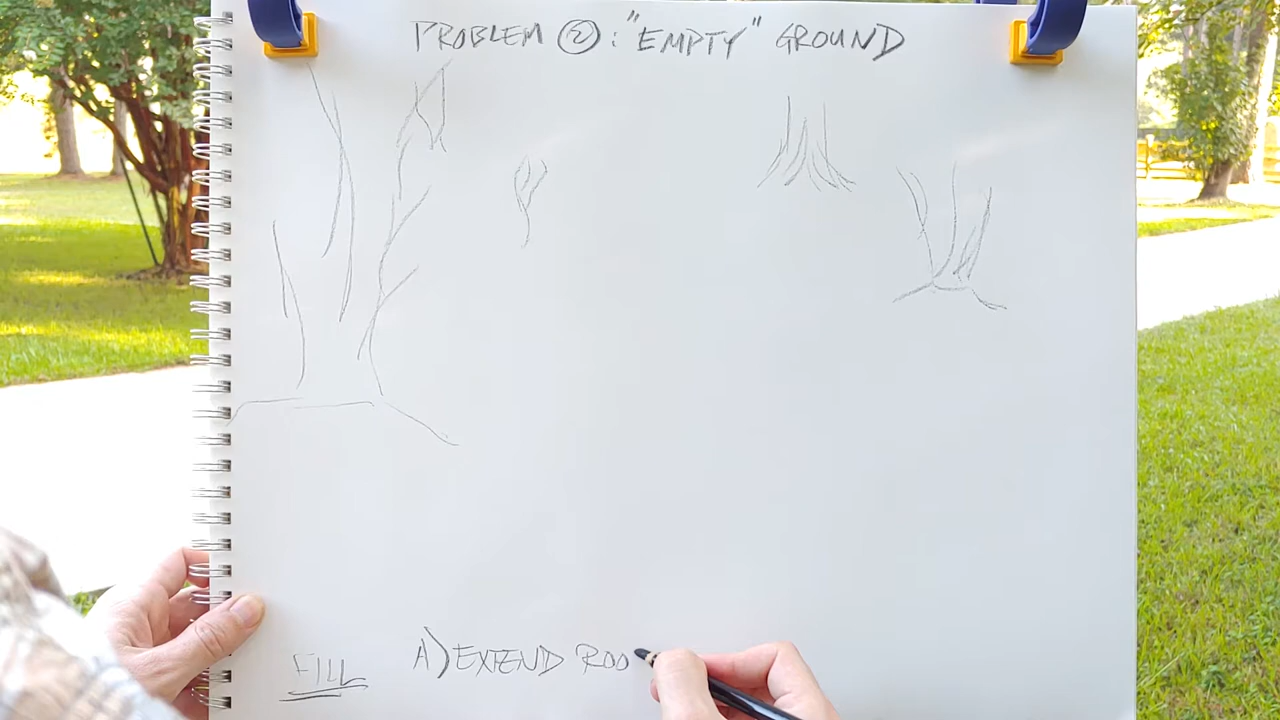 PROBLEM ②: "EMPTY" GROUND
FILL A) EXTEND ROO